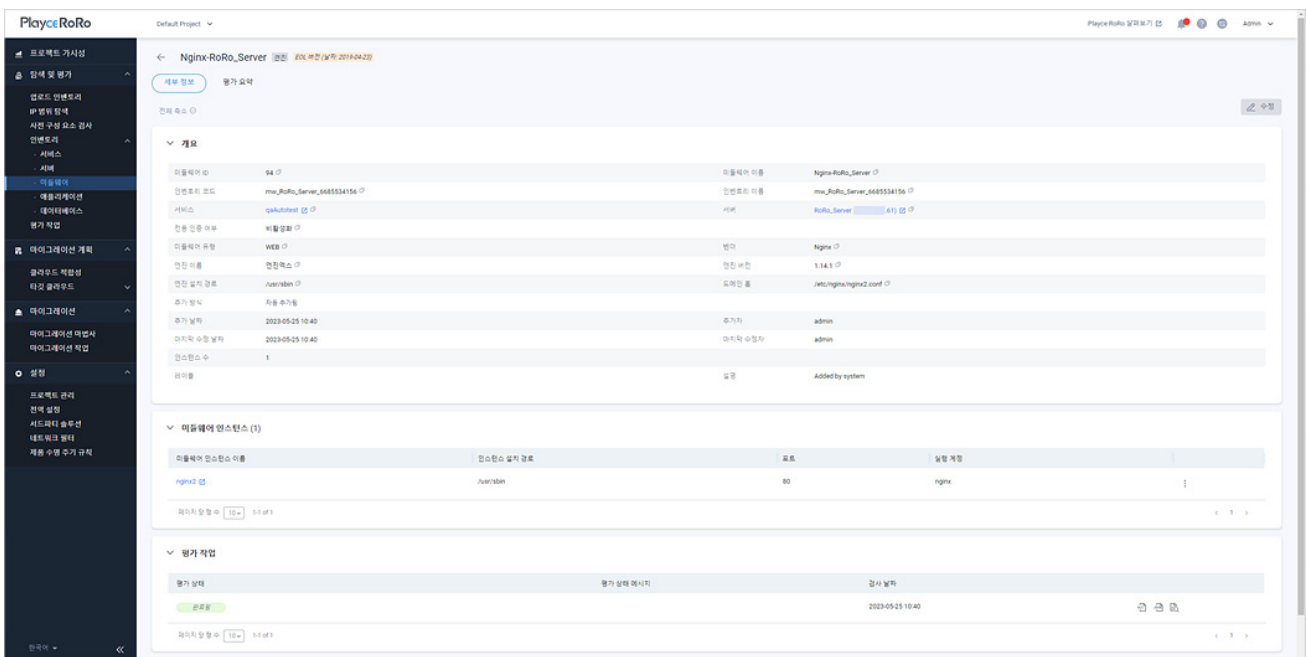 PlayceRoRo
Default Project
PlayceRoRo 살펴보기
Admin
프로젝트 가시성
탐색 및 평가
업로드 인벤토리
IP 범위 탐색
사전 구성 요소 검사
인벤토리
- 서비스
- 서버
- 미들웨어
- 애플리케이션
- 데이터베이스
평가 작업
마이그레이션 계획
클라우드 적합성
타깃 클라우드
마이그레이션
마이그레이션 마법사
마이그레이션 작업
설정
프로젝트 관리
전역 설정
서드파티 솔루션
네트워크 필터
제품 수명 주기 규칙
한국어
Nginx-RoRo_Server 엔진 EOL 버전 (날짜: 2019-04-23)
세부 정보 평가 요약
전체 축소
수정
개요
미들웨어 ID 94 미들웨어 이름 Nginx-RoRo_Server
인벤토리 코드 mw_RoRo_Server_6685534156 인벤토리 이름 mw_RoRo_Server_6685534156
서비스 qaAutotest 서버 RoRo_Server .61)
전용 인증 여부 비활성화
미들웨어 유형 WEB 벤더 Nginx
엔진 이름 엔진엑스 엔진 버전 1.14.1
엔진 설치 경로 /usr/sbin 도메인 홈 /etc/nginx/nginx2.conf
추가 방식 자동 추가됨
추가 날짜 2023-05-25 10:40 추가자 admin
마지막 수정 날짜 2023-05-25 10:40 마지막 수정자 admin
인스턴스 수 1
레이블 설명 Added by system
미들웨어 인스턴스 (1)
미들웨어 인스턴스 이름 인스턴스 설치 경로 포트 실행 계정
nginx2 /usr/sbin 80 nginx
페이지 당 행 수 10 1-1 of 1 1
평가 작업
평가 상태 평가 상태 메시지 검사 날짜
완료됨 2023-05-25 10:40
페이지 당 행 수 10 1-1 of 1 1